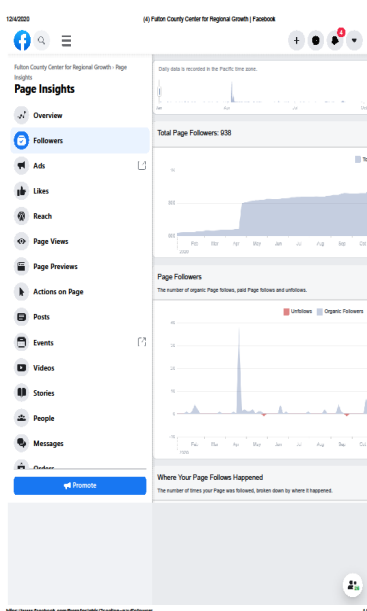 12/4/2020
(4) Fulton County Center for Regional Growth | Facebook
4
Fulton County Center for Regional Growth - Page
Insights
Page Insights
Overview
Followers
Ads
Likes
Reach
Page Views
Page Previews
Actions on Page
Posts
Events
Videos
Stories
People
Messages
Orders
Promote
Daily data is recorded in the Pacific time zone.
Total Page Followers: 938
Page Followers
The number of organic Page follows, paid Page follows and unfollows.
Unfollows
Organic Followers
Where Your Page Follows Happened
The number of times your Page was followed, broken down by where it happened.